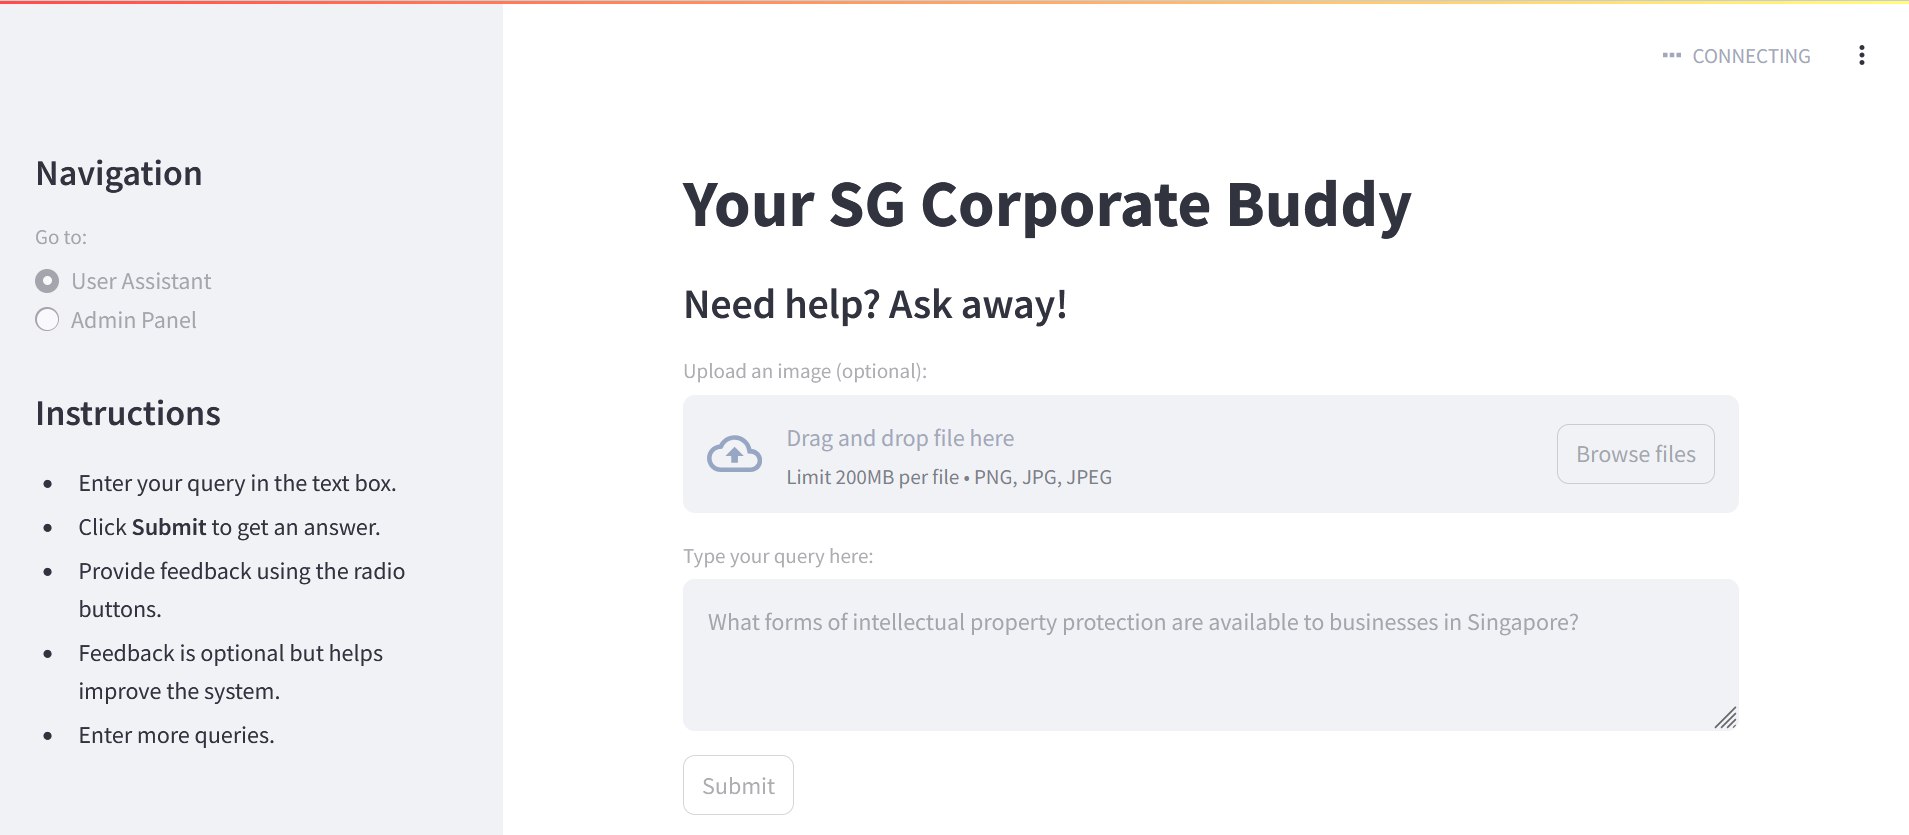 CONNECTING
Navigation
Go to:
User Assistant
Admin Panel
Instructions
• Enter your query in the text box.
• Click Submit to get an answer.
• Provide feedback using the radio
buttons.
• Feedback is optional but helps
improve the system.
• Enter more queries.
Your SG Corporate Buddy
Need help? Ask away!
Upload an image (optional):
Drag and drop file here
Limit 200MB per file • PNG, JPG, JPEG
Browse files
Type your query here:
What forms of intellectual property protection are available to businesses in Singapore?
Submit